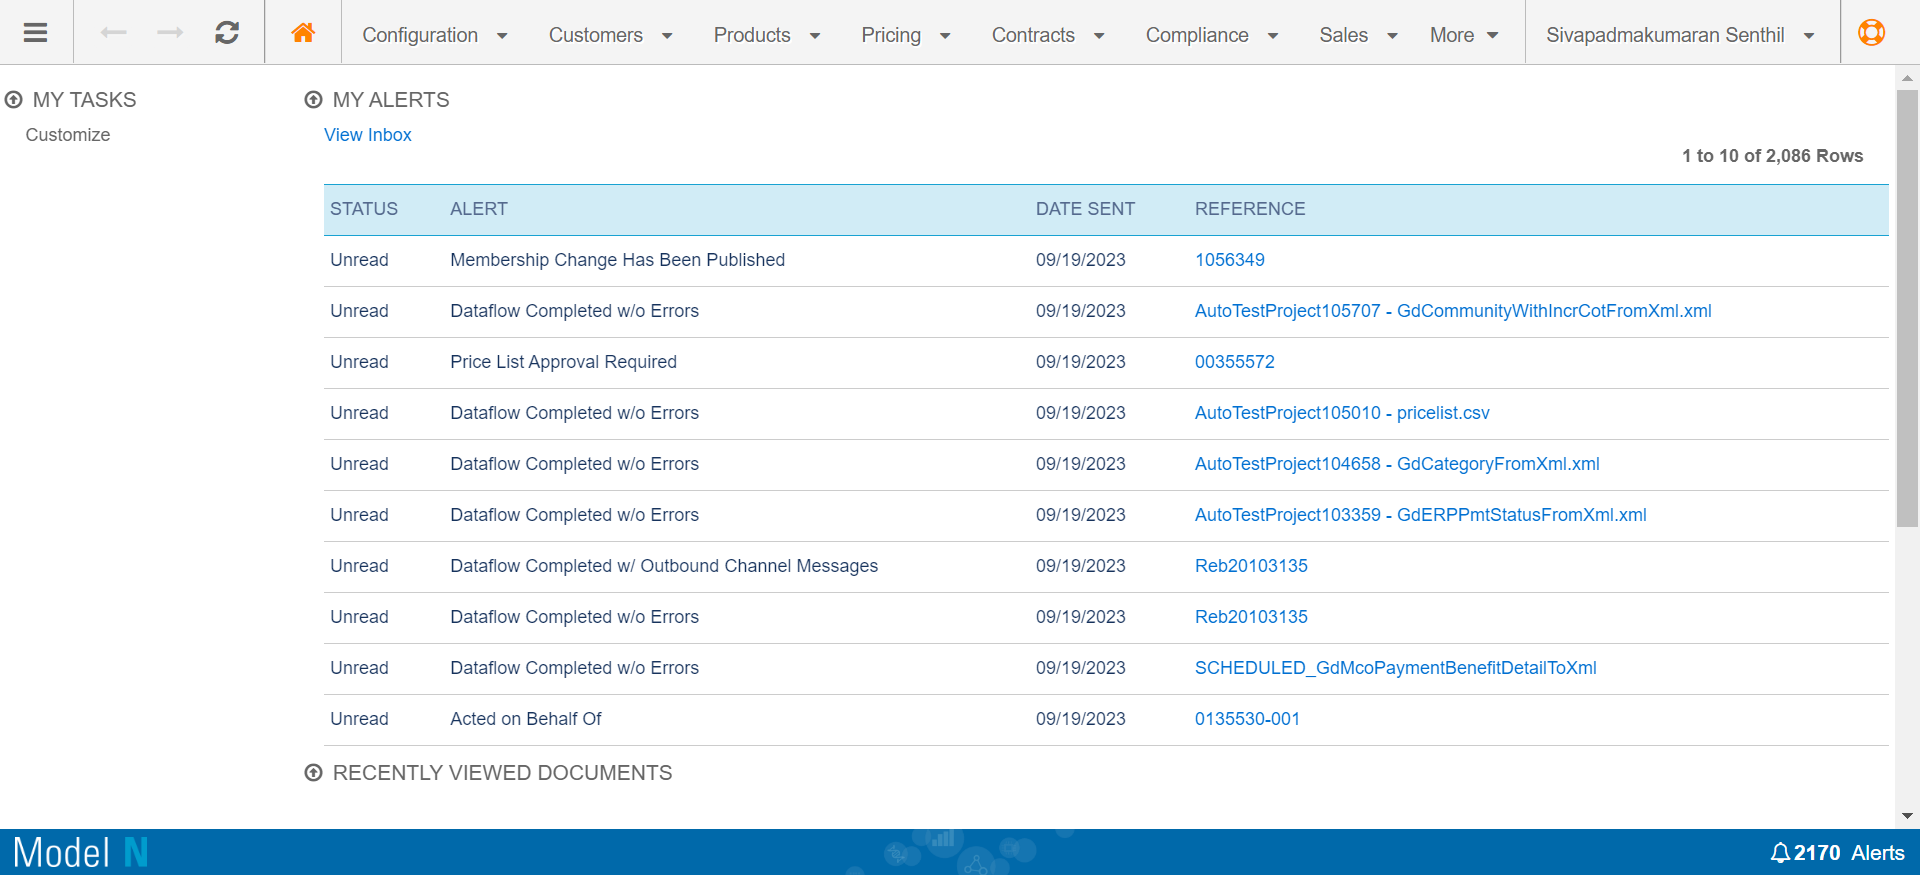 Configuration Customers Products Pricing Contracts Compliance Sales More Sivapadmakumaran Senthil
MY TASKS
Customize
MY ALERTS
View Inbox
1 to 10 of 2,086 Rows
STATUS ALERT DATE SENT REFERENCE
Unread Membership Change Has Been Published 09/19/2023 1056349
Unread Dataflow Completed w/o Errors 09/19/2023 AutoTestProject105707 - GdCommunityWithIncrCotFromXml.xml
Unread Price List Approval Required 09/19/2023 00355572
Unread Dataflow Completed w/o Errors 09/19/2023 AutoTestProject105010 - pricelist.csv
Unread Dataflow Completed w/o Errors 09/19/2023 AutoTestProject104658 - GdCategoryFromXml.xml
Unread Dataflow Completed w/o Errors 09/19/2023 AutoTestProject103359 - GdERPPmtStatusFromXml.xml
Unread Dataflow Completed w/ Outbound Channel Messages 09/19/2023 Reb20103135
Unread Dataflow Completed w/o Errors 09/19/2023 Reb20103135
Unread Dataflow Completed w/o Errors 09/19/2023 SCHEDULED_GdMcoPaymentBenefitDetailToXml
Unread Acted on Behalf Of 09/19/2023 0135530-001
RECENTLY VIEWED DOCUMENTS
Model N 2170 Alerts